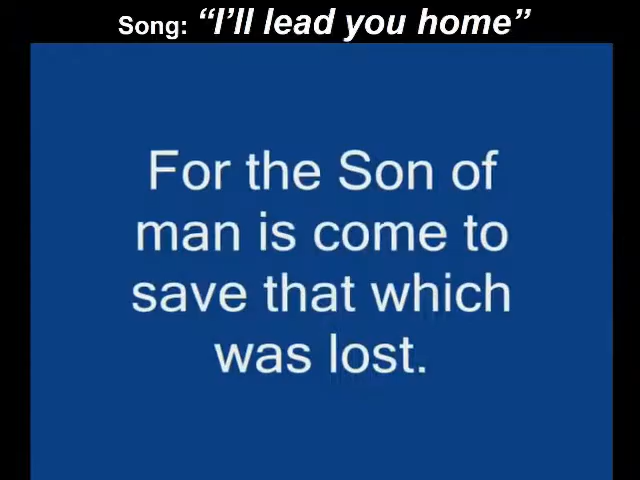 Song: “I’ll lead you home”
For the Son of
man is come to
save that which
was lost.